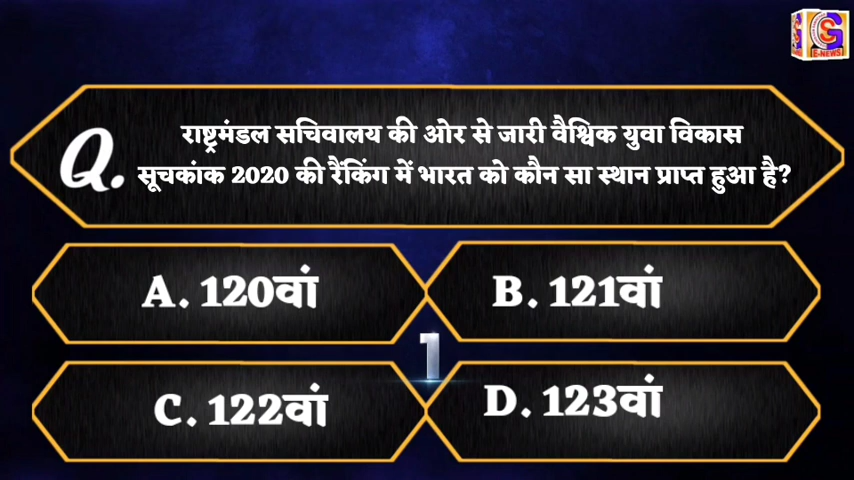 G
E-NEWS
Q.
राष्ट्रमंडल सचिवालय की ओर से जारी वैश्विक युवा विकास
सूचकांक 2020 की रैंकिंग में भारत को कौन सा स्थान प्राप्त हुआ है?
A. 120वां
B. 121वां
1
C. 122वां
D. 123वां